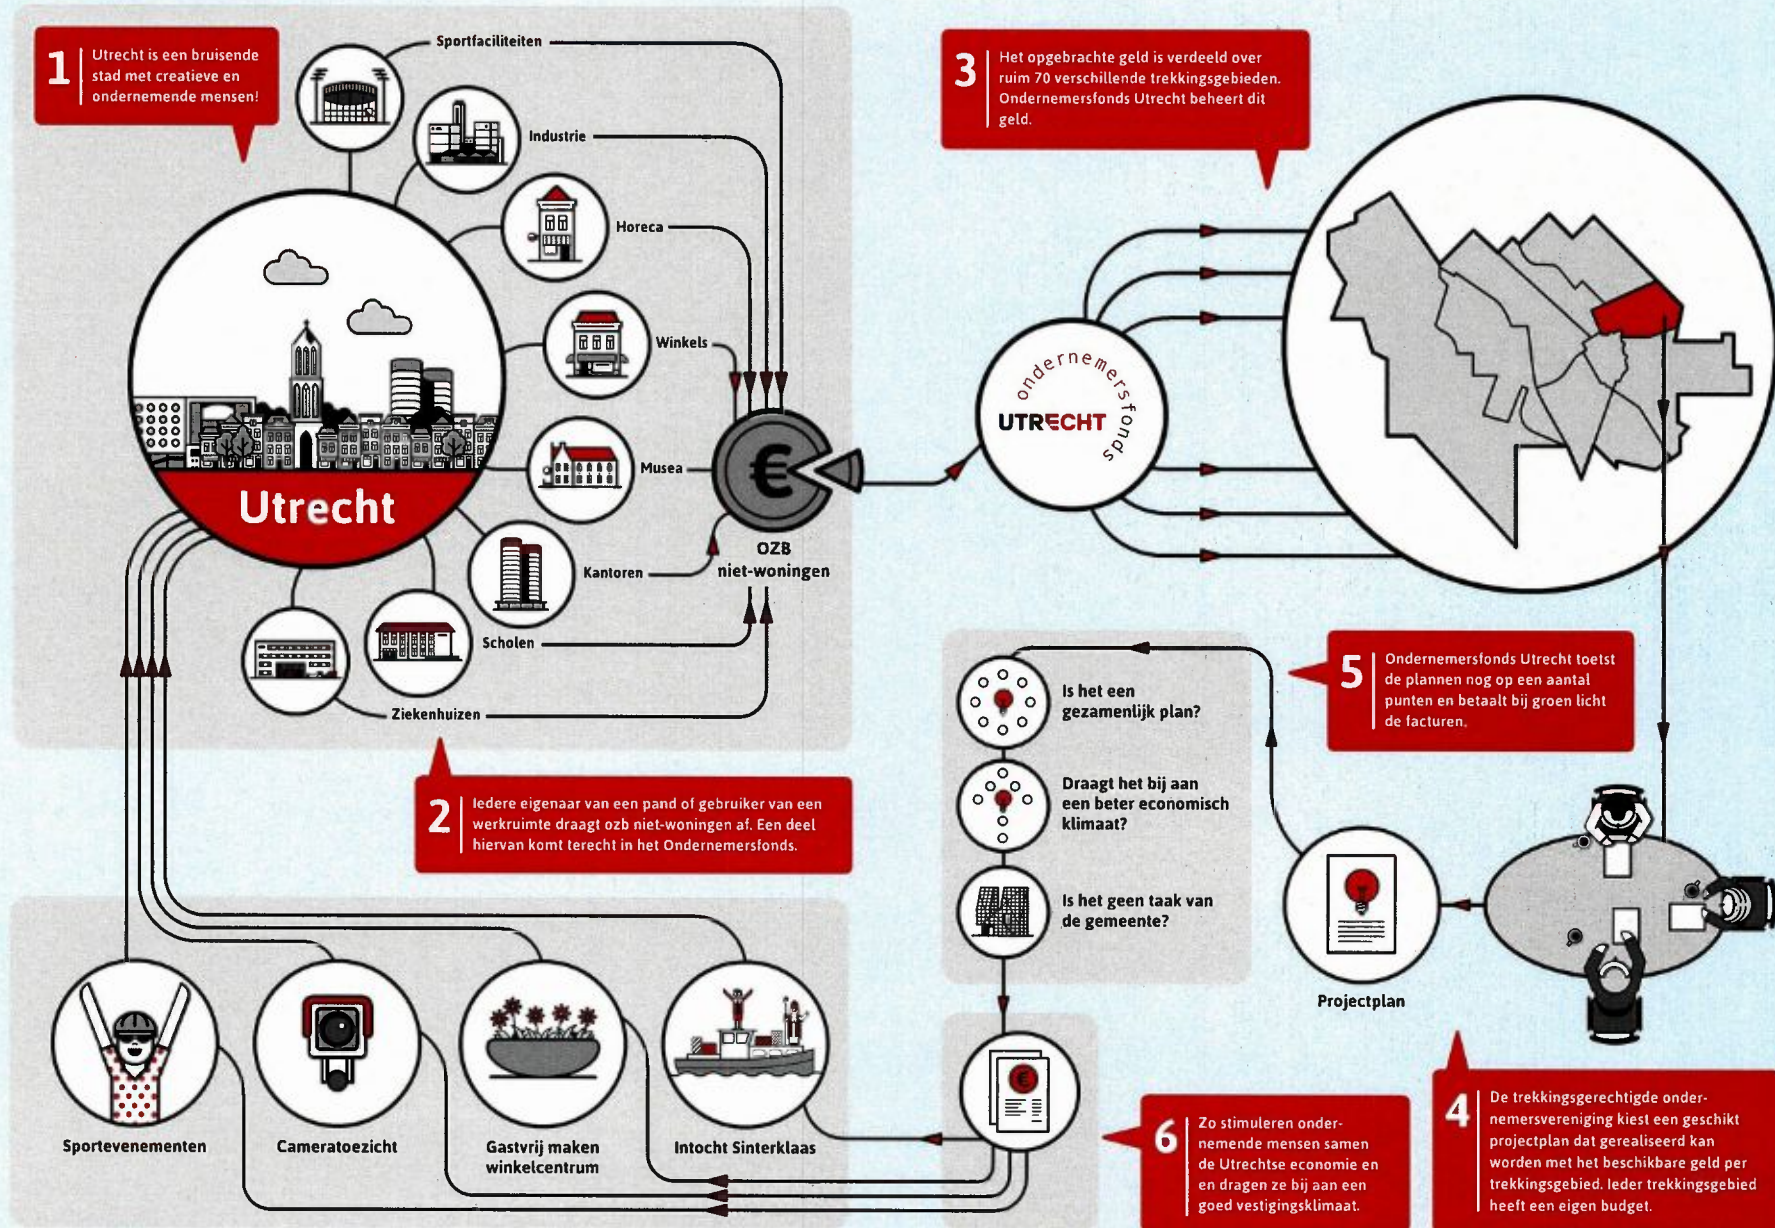 1
Utrecht is een bruisende
stad met creatieve en
ondernemende mensen!
Sportfaciliteiten
Industrie
Horeca
Winkels
Musea
Kantoren
Scholen
Ziekenhuizen
Utrecht
€
OZB
niet-woningen
2
Iedere eigenaar van een pand of gebruiker van een
werkruimte draagt ozb niet-woningen af. Een deel
hiervan komt terecht in het Ondernemersfonds.
ondernemersfonds
UTRECHT
3
Het opgebrachte geld is verdeeld over
ruim 70 verschillende trekkingsgebieden.
Ondernemersfonds Utrecht beheert dit
geld.
4
De trekkingsgerechtigde onder-
nemersvereniging kiest een geschikt
projectplan dat gerealiseerd kan
worden met het beschikbare geld per
trekkingsgebied. Ieder trekkingsgebied
heeft een eigen budget.
Projectplan
5
Ondernemersfonds Utrecht toetst
de plannen nog op een aantal
punten en betaalt bij groen licht
de facturen.
Is het een
gezamenlijk plan?
Draagt het bij aan
een beter economisch
klimaat?
Is het geen taak van
de gemeente?
€
6
Zo stimuleren onder-
nemende mensen samen
de Utrechtse economie en
en dragen ze bij aan een
goed vestigingsklimaat.
Sportevenementen
Cameratoezicht
Gastvrij maken
winkelcentrum
Intocht Sinterklaas